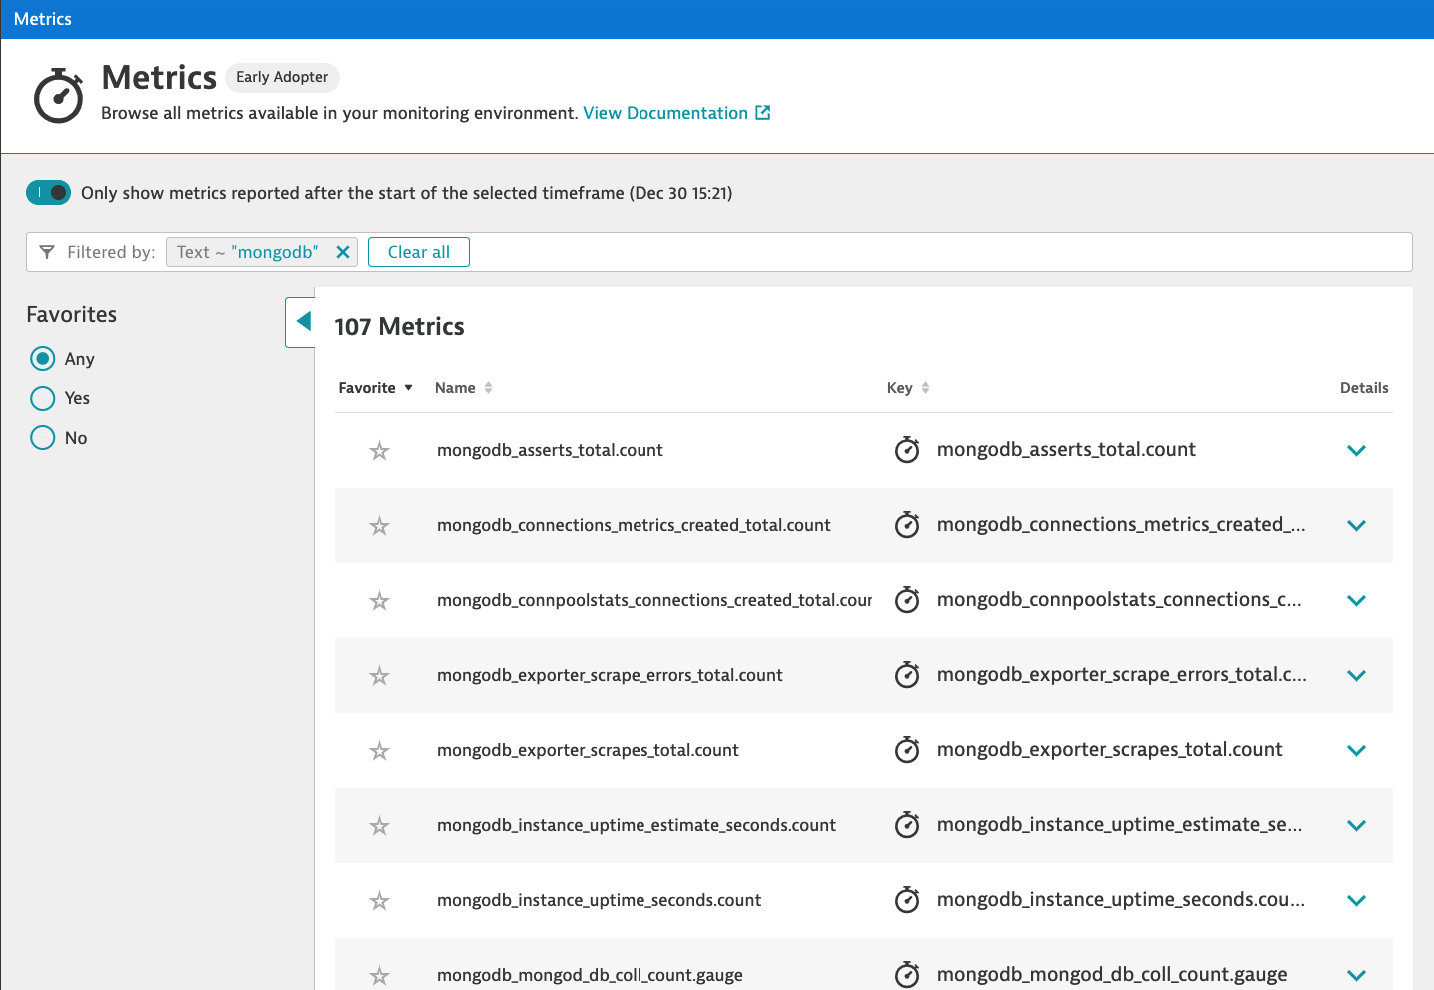 Metrics
Metrics Early Adopter
Browse all metrics available in your monitoring environment. View Documentation
Only show metrics reported after the start of the selected timeframe (Dec 30 15:21)
Filtered by: Text ~ "mongodb" Clear all
Favorites
Any
Yes
No
107 Metrics
Favorite Name Key Details
mongodb_asserts_total.count mongodb_asserts_total.count
mongodb_connections_metrics_created_total.count mongodb_connections_metrics_created_...
mongodb_connpoolstats_connections_created_total.cour mongodb_connpoolstats_connections_c...
mongodb_exporter_scrape_errors_total.count mongodb_exporter_scrape_errors_total.c...
mongodb_exporter_scrapes_total.count mongodb_exporter_scrapes_total.count
mongodb_instance_uptime_estimate_seconds.count mongodb_instance_uptime_estimate_se...
mongodb_instance_uptime_seconds.count mongodb_instance_uptime_seconds.cou...
mongodb_mongod_db_coll_count.gauge mongodb_mongod_db_coll_count.gauge